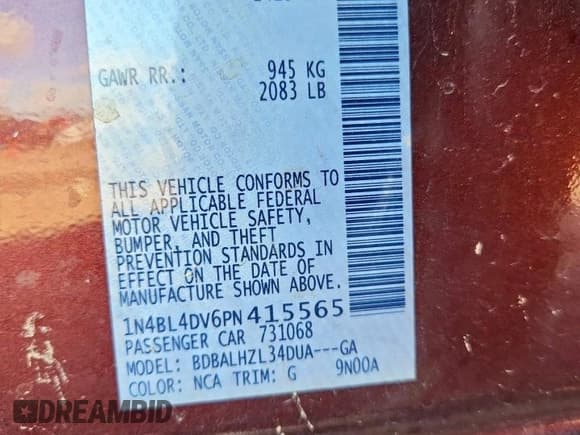 GAWR RR.: 945 KG
2083 LB
THIS VEHICLE CONFORMS TO
ALL APPLICABLE FEDERAL
MOTOR VEHICLE SAFETY,
BUMPER, AND THEFT
PREVENTION STANDARDS IN
EFFECT ON THE DATE OF
MANUFACTURE SHOWN ABOVE.
1N4BL4DV6PN415565
PASSENGER CAR 731068
MODEL: BDBALHZL34DUA---GA
COLOR: NCA TRIM: G 9N00A
DREAMBID